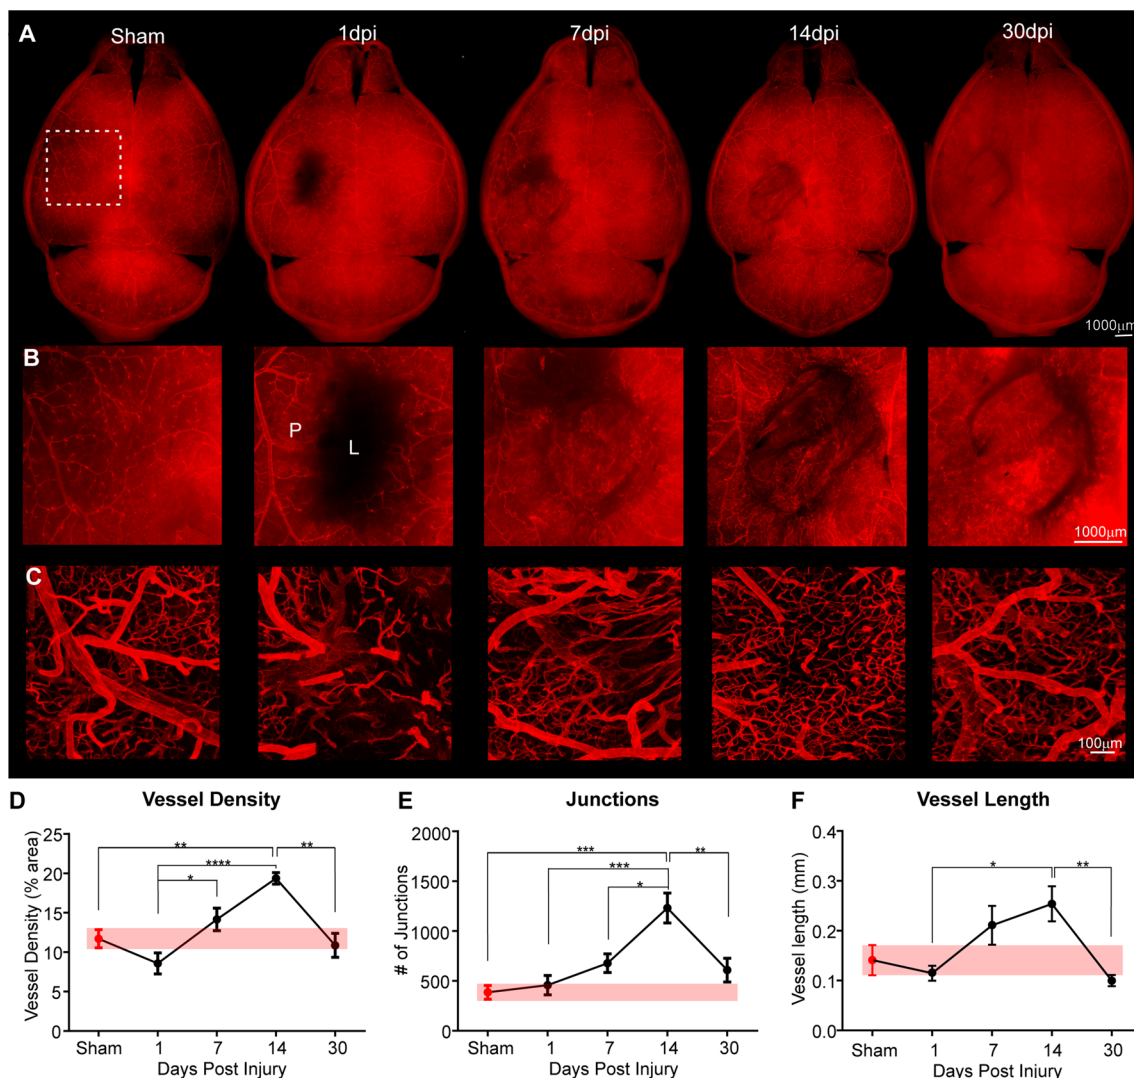 A
Sham
1dpi
7dpi
14dpi
30dpi
1000μm
B
P
L
1000μm
C
100μm
D
Vessel Density
Vessel Density (% area)
25
20
15
10
5
0
**
****
*
**
Sham
1
7
14
30
Days Post Injury
E
Junctions
# of Junctions
2000
1500
1000
500
0
***
***
*
**
Sham
1
7
14
30
Days Post Injury
F
Vessel Length
Vessel length (mm)
0.4
0.3
0.2
0.1
0.0
*
**
Sham
1
7
14
30
Days Post Injury